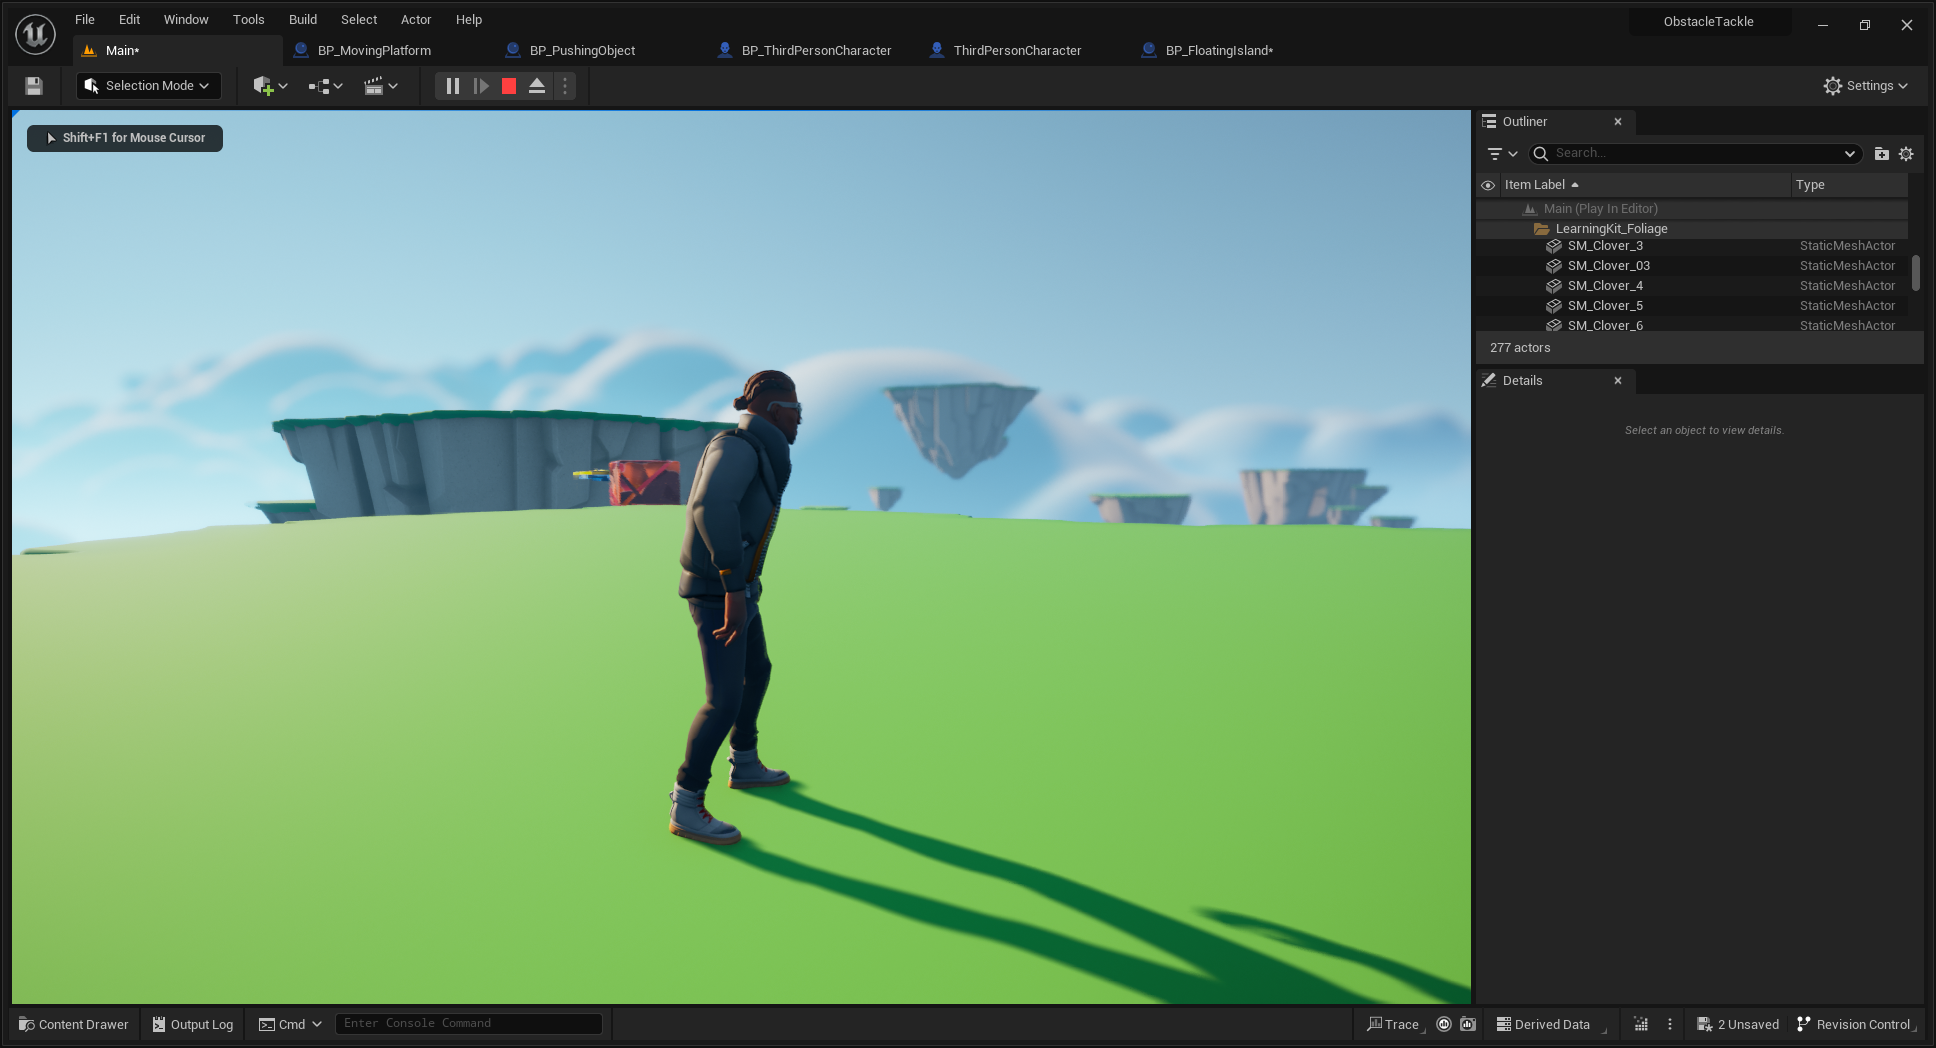 File Edit Window Tools Build Select Actor Help
ObstacleTackle
Main* BP_MovingPlatform BP_PushingObject BP_ThirdPersonCharacter ThirdPersonCharacter BP_FloatingIsland*
Selection Mode Settings
Shift+F1 for Mouse Cursor
Outliner
Search...
Item Label Type
Main (Play In Editor)
LearningKit_Foliage
SM_Clover_3 StaticMeshActor
SM_Clover_03 StaticMeshActor
SM_Clover_4 StaticMeshActor
SM_Clover_5 StaticMeshActor
SM_Clover_6 StaticMeshActor
277 actors
Details
Select an object to view details.
Content Drawer Output Log Cmd Enter Console Command Trace Derived Data 2 Unsaved Revision Control